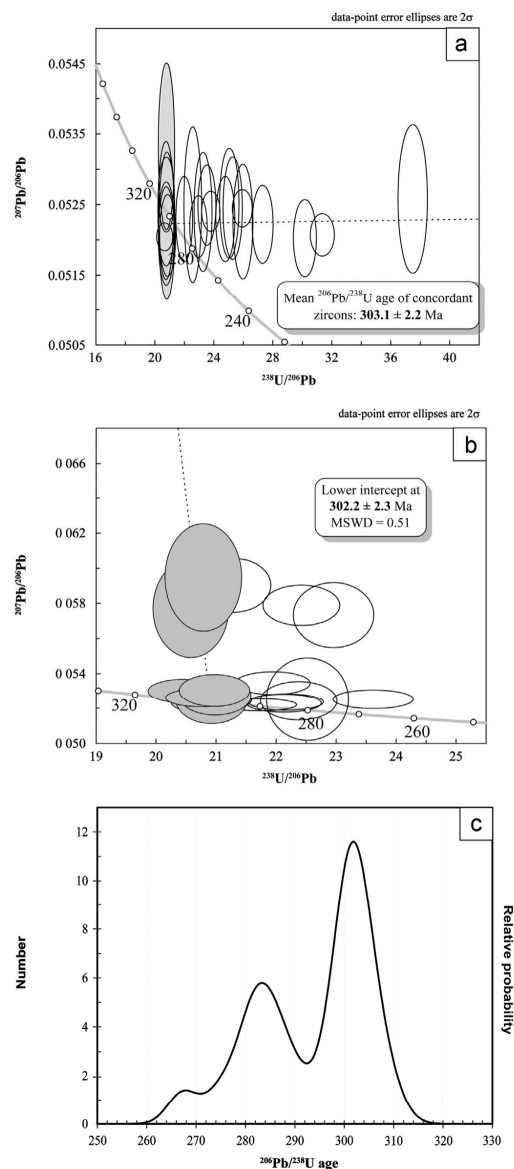 data-point error ellipses are 2σ
a
0.0545
0.0535
0.0525
0.0515
0.0505
²⁰⁷Pb/²⁰⁶Pb
320
280
240
Mean ²⁰⁶Pb/²³⁸U age of concordant
zircons: 303.1 ± 2.2 Ma
16 20 24 28 32 36 40
²³⁸U/²⁰⁶Pb
data-point error ellipses are 2σ
b
0 066
0 062
0 058
0 054
0 050
²⁰⁷Pb/²⁰⁶Pb
Lower intercept at
302.2 ± 2.3 Ma
MSWD = 0.51
320
280
260
19 20 21 22 23 24 25
²³⁸U/²⁰⁶Pb
c
12
10
8
6
4
2
0
Number
Relative probability
250 260 270 280 290 300 310 320 330
²⁰⁶Pb/²³⁸U age